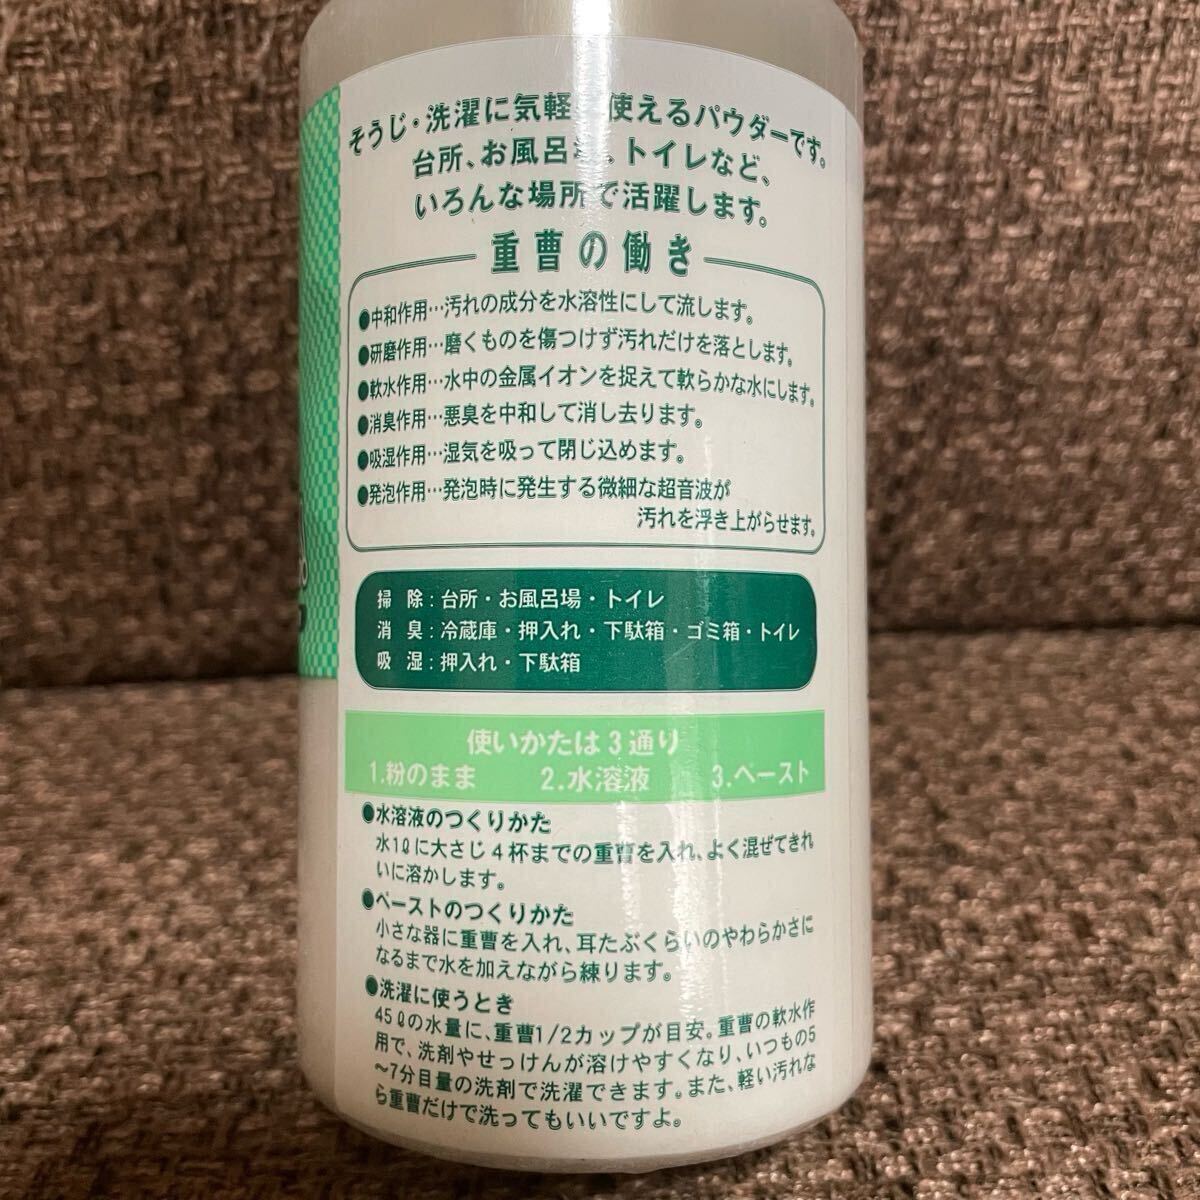 そうじ・洗濯に気軽に使えるパウダーです。
台所、お風呂場、トイレなど、
いろんな場所で活躍します。
重曹の働き
●中和作用…汚れの成分を水溶性にして流します。
●研磨作用…磨くものを傷つけず汚れだけを落とします。
●軟水作用…水中の金属イオンを捉えて軟らかな水にします。
●消臭作用…悪臭を中和して消し去ります。
●吸湿作用…湿気を吸って閉じ込めます。
●発泡作用…発泡時に発生する微細な超音波が
汚れを浮き上がらせます。
掃 除：台所・お風呂場・トイレ
消 臭：冷蔵庫・押入れ・下駄箱・ゴミ箱・トイレ
吸 湿：押入れ・下駄箱
使いかたは3通り
1.粉のまま 2.水溶液 3.ペースト
●水溶液のつくりかた
水1ℓに大さじ4杯までの重曹を入れ、よく混ぜてきれ
いに溶かします。
●ペーストのつくりかた
小さな器に重曹を入れ、耳たぶくらいのやわらかさに
なるまで水を加えながら練ります。
●洗濯に使うとき
45ℓの水量に、重曹1/2カップが目安。重曹の軟水作
用で、洗剤やせっけんが溶けやすくなり、いつもの5
～7分目量の洗剤で洗濯できます。また、軽い汚れな
ら重曹だけで洗ってもいいですよ。